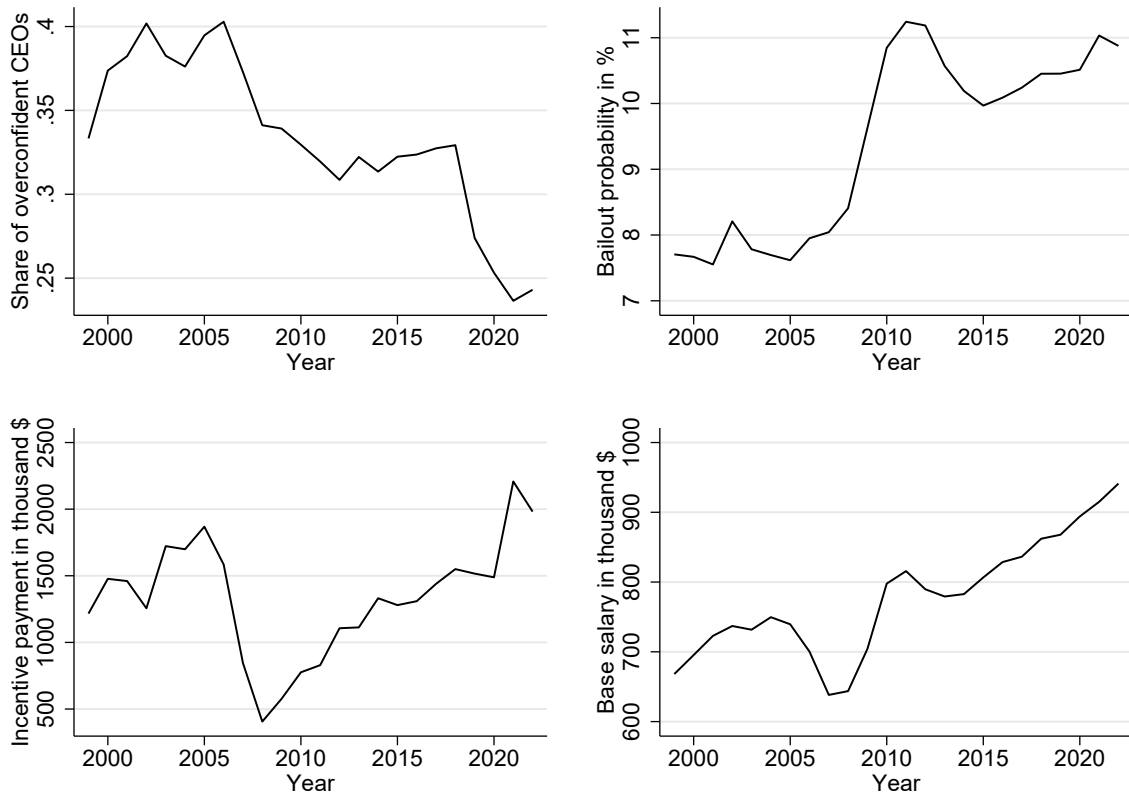 Share of overconfident CEOs
.4
.35
.3
.25
2000 2005 2010 2015 2020
Year
Bailout probability in %
11
10
9
8
7
2000 2005 2010 2015 2020
Year
Incentive payment in thousand $
2500
2000
1500
1000
500
2000 2005 2010 2015 2020
Year
Base salary in thousand $
1000
900
800
700
600
2000 2005 2010 2015 2020
Year